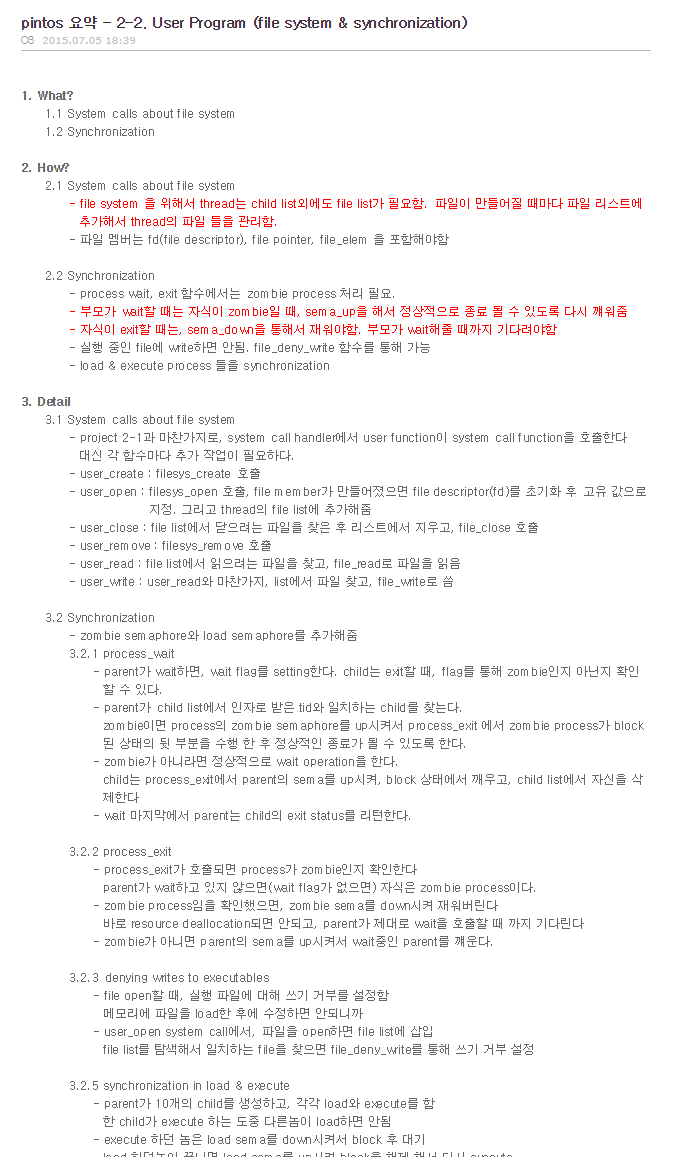 pintos 요약 - 2-2. User Program (file system & synchronization)
OS 2015.07.05 18:39
1. What?
1.1 System calls about file system
1.2 Synchronization
2. How?
2.1 System calls about file system
- file system 을 위해서 thread는 child list외에도 file list가 필요함. 파일이 만들어질 때마다 파일 리스트에
추가해서 thread의 파일 들을 관리함.
- 파일 멤버는 fd(file descriptor), file pointer, file_elem 을 포함해야함
2.2 Synchronization
- process wait, exit 함수에서는 zombie process 처리 필요.
- 부모가 wait할 때는 자식이 zombie일 때, sema_up을 해서 정상적으로 종료 될 수 있도록 다시 깨워줌
- 자식이 exit할 때는, sema_down을 통해서 재워야함. 부모가 wait해줄 때까지 기다려야함
- 실행 중인 file에 write하면 안됨. file_deny_write 함수를 통해 가능
- load & execute process 들을 synchronization
3. Detail
3.1 System calls about file system
- project 2-1과 마찬가지로, system call handler에서 user function이 system call function을 호출한다
대신 각 함수마다 추가 작업이 필요하다.
- user_create : filesys_create 호출
- user_open : filesys_open 호출, file member가 만들어졌으면 file descriptor(fd)를 초기화 후 고유 값으로
지정. 그리고 thread의 file list에 추가해줌
- user_close : file list에서 닫으려는 파일을 찾은 후 리스트에서 지우고, file_close 호출
- user_remove : filesys_remove 호출
- user_read : file list에서 읽으려는 파일을 찾고, file_read로 파일을 읽음
- user_write : user_read와 마찬가지, list에서 파일 찾고, file_write로 씀
3.2 Synchronization
- zombie semaphore와 load semaphore를 추가해줌
3.2.1 process_wait
- parent가 wait하면, wait flag를 setting한다. child는 exit할 때, flag를 통해 zombie인지 아닌지 확인
할 수 있다.
- parent가 child list에서 인자로 받은 tid와 일치하는 child를 찾는다.
zombie이면 process의 zombie semaphore를 up시켜서 process_exit 에서 zombie process가 block
된 상태의 뒷 부분을 수행 한 후 정상적인 종료가 될 수 있도록 한다.
- zombie가 아니라면 정상적으로 wait operation을 한다.
child는 process_exit에서 parent의 sema를 up시켜, block 상태에서 깨우고, child list에서 자신을 삭
제한다
- wait 마지막에서 parent는 child의 exit status를 리턴한다.
3.2.2 process_exit
- process_exit가 호출되면 process가 zombie인지 확인한다
parent가 wait하고 있지 않으면(wait flag가 없으면) 자식은 zombie process이다.
- zombie process임을 확인했으면, zombie sema를 down시켜 재워버린다
바로 resource deallocation되면 안되고, parent가 제대로 wait을 호출할 때 까지 기다린다
- zombie가 아니면 parent의 sema를 up시켜서 wait중인 parent를 깨운다.
3.2.3 denying writes to executables
- file open할 때, 실행 파일에 대해 쓰기 거부를 설정함
메모리에 파일을 load한 후에 수정하면 안되니까
- user_open system call에서, 파일을 open하면 file list에 삽입
file list를 탐색해서 일치하는 file을 찾으면 file_deny_write를 통해 쓰기 거부 설정
3.2.5 synchronization in load & execute
- parent가 10개의 child를 생성하고, 각각 load와 execute를 함
한 child가 execute 하는 도중 다른놈이 load하면 안됨
- execute 하던 놈은 load sema를 down시켜서 block 후 대기